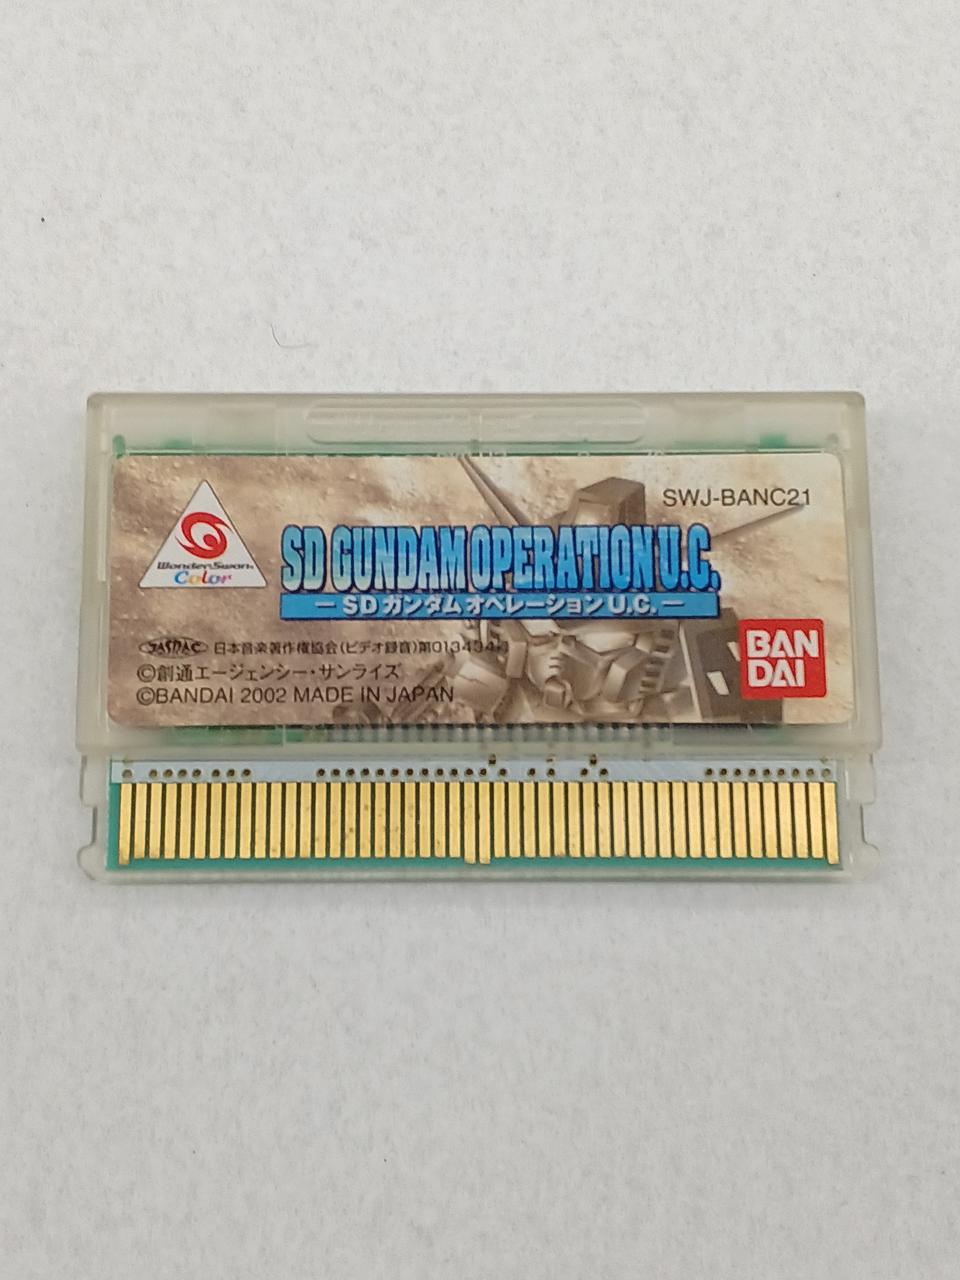 SWJ-BANC21
WonderSwan
Color
SD GUNDAM OPERATION U.C.
ーSDガンダムオペレーションU.C.ー
JASRAC 日本音楽著作権協会(ビデオ録音)第013434-1
©創通エージェンシー・サンライズ
©BANDAI 2002 MADE IN JAPAN
BAN
DAI